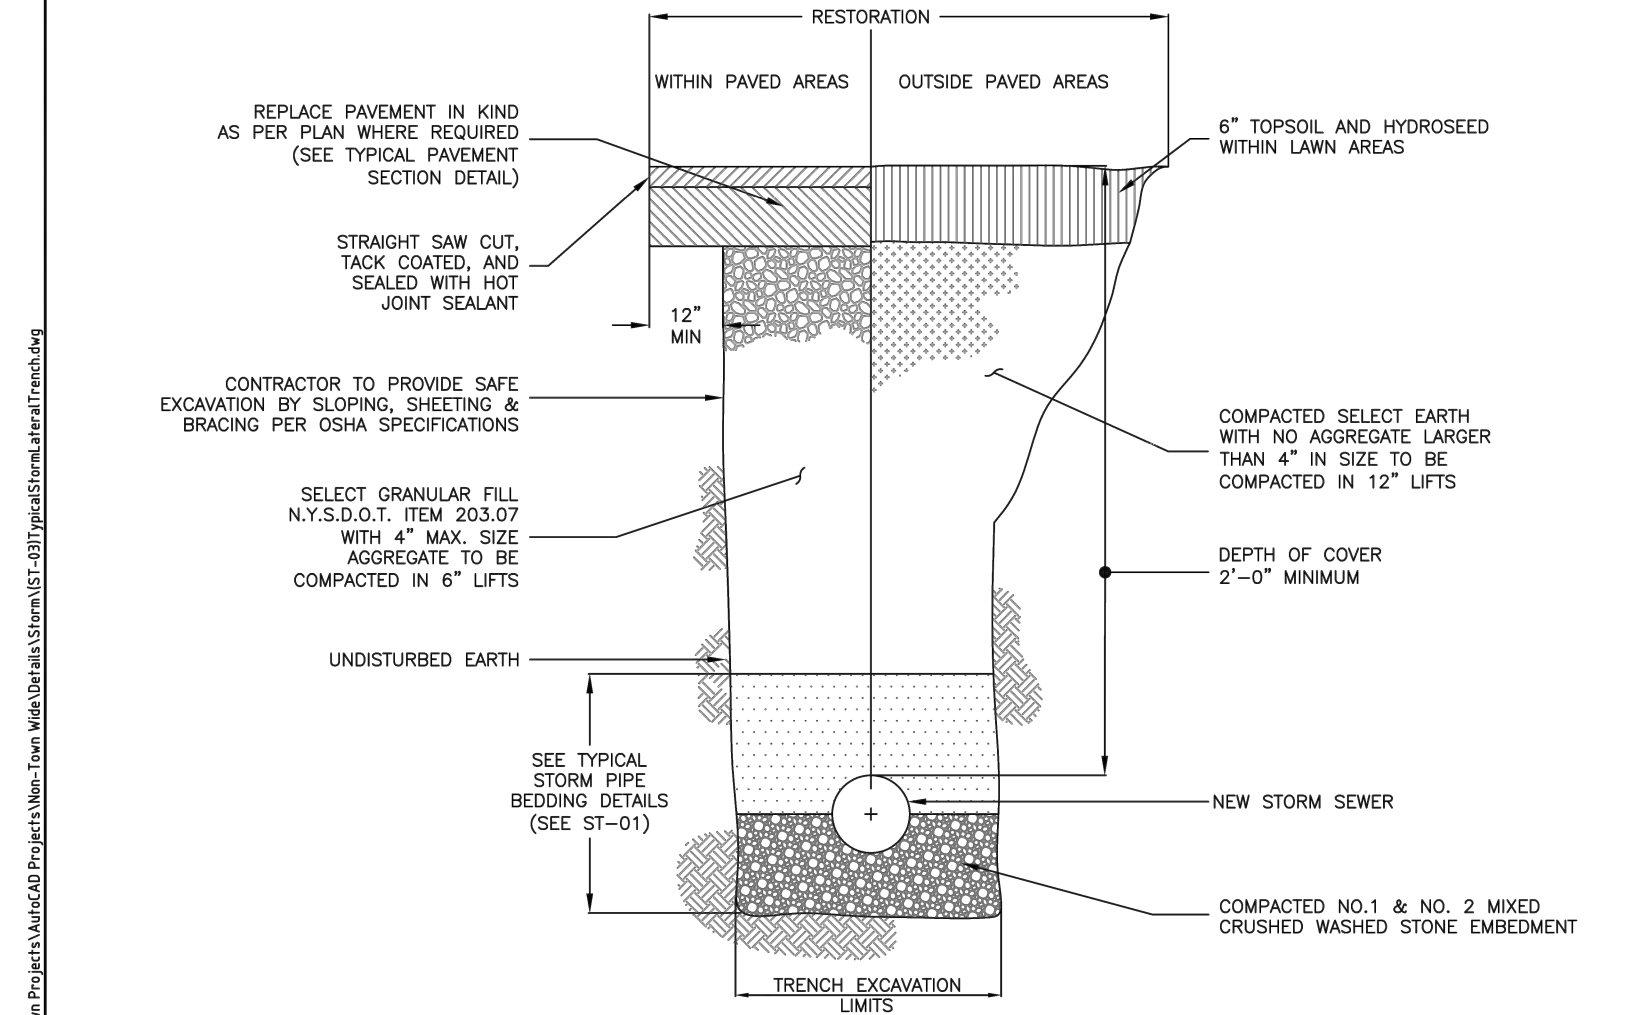 RESTORATION
WITHIN PAVED AREAS
OUTSIDE PAVED AREAS
REPLACE PAVEMENT IN KIND
AS PER PLAN WHERE REQUIRED
(SEE TYPICAL PAVEMENT
SECTION DETAIL)
6" TOPSOIL AND HYDROSEED
WITHIN LAWN AREAS
STRAIGHT SAW CUT,
TACK COATED, AND
SEALED WITH HOT
JOINT SEALANT
12"
MIN
CONTRACTOR TO PROVIDE SAFE
EXCAVATION BY SLOPING, SHEETING &
BRACING PER OSHA SPECIFICATIONS
COMPACTED SELECT EARTH
WITH NO AGGREGATE LARGER
THAN 4" IN SIZE TO BE
COMPACTED IN 12" LIFTS
SELECT GRANULAR FILL
N.Y.S.D.O.T. ITEM 203.07
WITH 4" MAX. SIZE
AGGREGATE TO BE
COMPACTED IN 6" LIFTS
DEPTH OF COVER
2'-0" MINIMUM
UNDISTURBED EARTH
SEE TYPICAL
STORM PIPE
BEDDING DETAILS
(SEE ST-01)
NEW STORM SEWER
COMPACTED NO.1 & NO. 2 MIXED
CRUSHED WASHED STONE EMBEDMENT
TRENCH EXCAVATION
LIMITS
wn Projects\AutoCAD Projects\Non-Town Wide\Details\Storm\(ST-03)TypicalStormLateralTrench.dwg